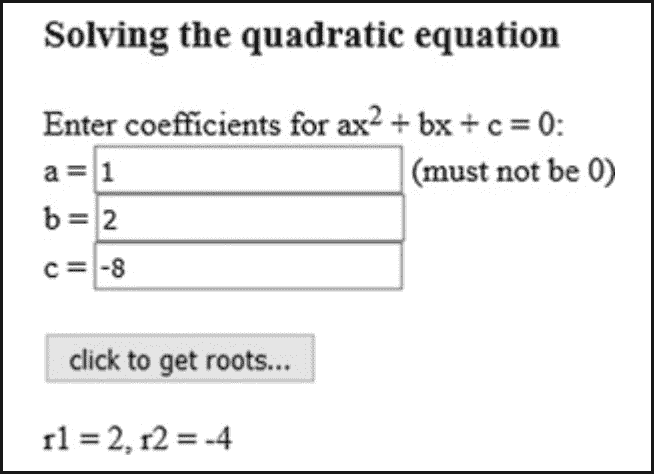 Solving the quadratic equation
Enter coefficients for ax² + bx + c = 0:
a = 1 (must not be 0)
b = 2
c = -8
click to get roots...
r1 = 2, r2 = -4